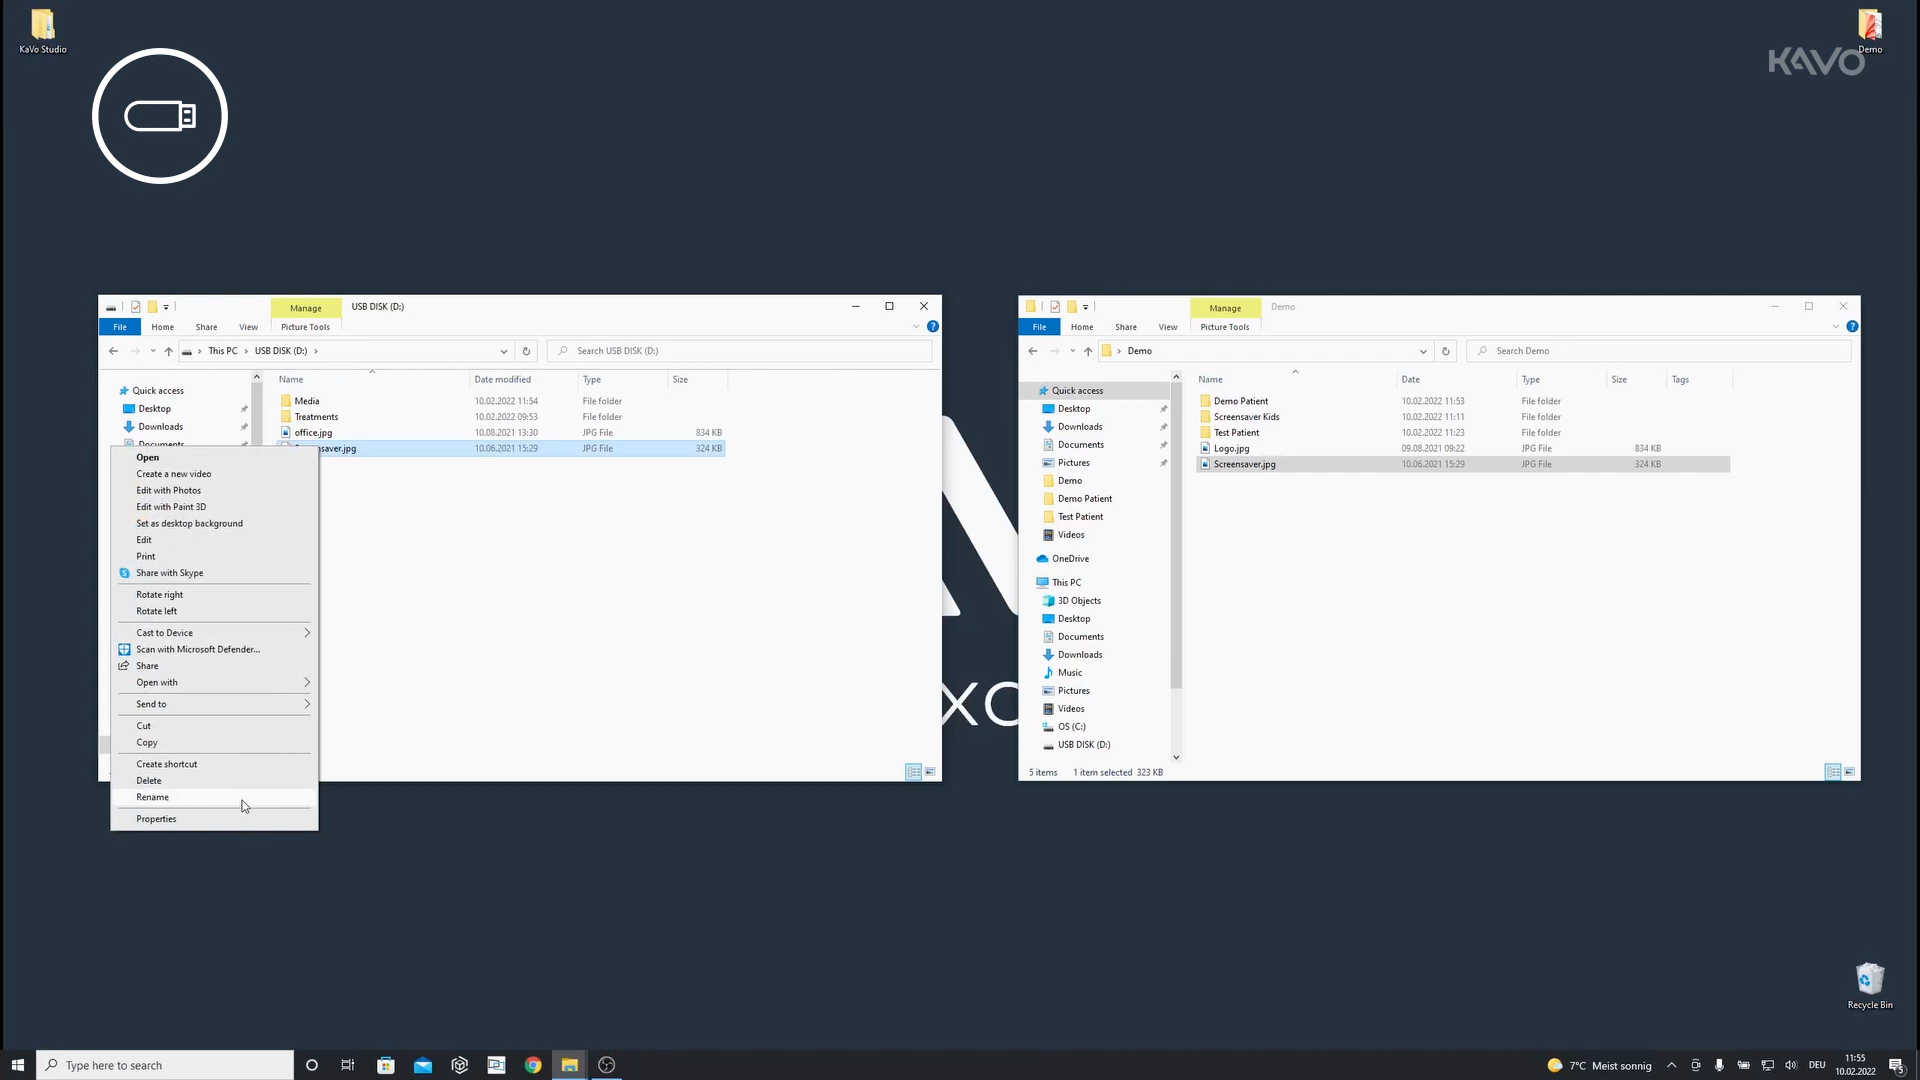 KaVo Studio
Demo
KAVO
Manage
USB DISK (D:)
File
Home
Share
View
Picture Tools
This PC
USB DISK (D:)
Search USB DISK (D:)
Quick access
Desktop
Downloads
Documents
Name
Date modified
Type
Size
Media
10.02.2022 11:54
File folder
Treatments
10.02.2022 09:53
File folder
office.jpg
10.08.2021 13:30
JPG File
834 KB
nsaver.jpg
10.06.2021 15:29
JPG File
324 KB
Open
Create a new video
Edit with Photos
Edit with Paint 3D
Set as desktop background
Edit
Print
Share with Skype
Rotate right
Rotate left
Cast to Device
Scan with Microsoft Defender...
Share
Open with
Send to
Cut
Copy
Create shortcut
Delete
Rename
Properties
XC
Manage
Demo
File
Home
Share
View
Picture Tools
Demo
Search Demo
Quick access
Desktop
Downloads
Documents
Pictures
Demo
Demo Patient
Test Patient
Videos
OneDrive
This PC
3D Objects
Desktop
Documents
Downloads
Music
Pictures
Videos
OS (C:)
USB DISK (D:)
Name
Date
Type
Size
Tags
Demo Patient
10.02.2022 11:53
File folder
Screensaver Kids
10.02.2022 11:11
File folder
Test Patient
10.02.2022 11:23
File folder
Logo.jpg
09.08.2021 09:22
JPG File
834 KB
Screensaver.jpg
10.06.2021 15:29
JPG File
324 KB
5 items
1 item selected 323 KB
Recycle Bin
Type here to search
7°C Meist sonnig
DEU
11:55
10.02.2022
5